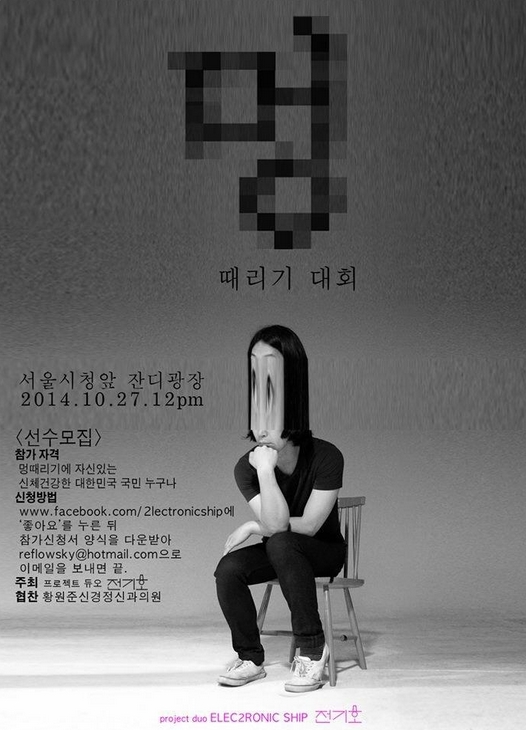 멍
때리기 대회
서울시청앞 잔디광장
2014.10.27.12pm
<선수모집>
참가 자격
멍때리기에 자신있는
신체건강한 대한민국 국민 누구나
신청방법
www.facebook.com/2lectronicship에
'좋아요'를 누른 뒤
참가신청서 양식을 다운받아
reflowsky@hotmail.com으로
이메일을 보내면 끝.
주최 프로젝트 듀오 전기호
협찬 황원준신경정신과의원
project duo ELEC2RONIC SHIP 전기호